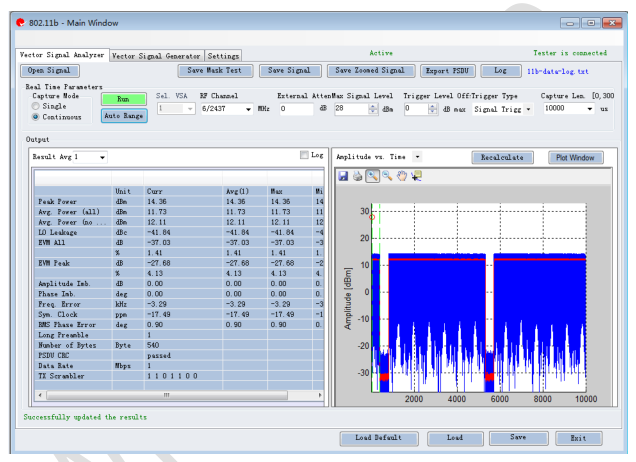 802.11b - Main Window
Vector Signal Analyzer Vector Signal Generator Settings Active Tester is connected
Open Signal Save Mask Test Save Signal Save Zoomed Signal Export PSDU Log 11b-data-log.txt
Real Time Parameters
Capture Mode Sel. VSA RF Channel External Atten Max Signal Level Trigger Level Off: Trigger Type Capture Len. [0,300
Single Run 1 6/2437 MHz 0 dB 28 dBm 0 dB max Signal Trigg 10000 us
Continuous Auto Range
Output
Result Avg 1 Log Amplitude vs. Time Recalculate Plot Window
Unit Curr Avg(1) Max Mi
Peak Power dBm 14.36 14.36 14.36 14
Avg. Power (all) dBm 11.73 11.73 11.73 11
Avg. Power (no ... dBm 12.11 12.11 12.11 12
LO Leakage dBc -41.84 -41.84 -41.84 -4
EVM All dB -37.03 -37.03 -37.03 -3
% 1.41 1.41 1.41 1.
EVM Peak dB -27.68 -27.68 -27.68 -2
% 4.13 4.13 4.13 4.
Amplitude Imb. dB 0.00 0.00 0.00 0.
Phase Imb. deg 0.00 0.00 0.00 0.
Freq. Error kHz -3.29 -3.29 -3.29 -3
Sym. Clock ppm -17.49 -17.49 -17.49 -1
RMS Phase Error deg 0.90 0.90 0.90 0.
Long Preamble 1
Number of Bytes Byte 540
PSDU CRC passed
Data Rate Mbps 1
TX Scrambler 1 1 0 1 1 0 0
Amplitude [dBm]
30
20
10
0
-10
-20
-30
2000 4000 6000 8000 10000
Successfully updated the results
Load Default Load Save Exit